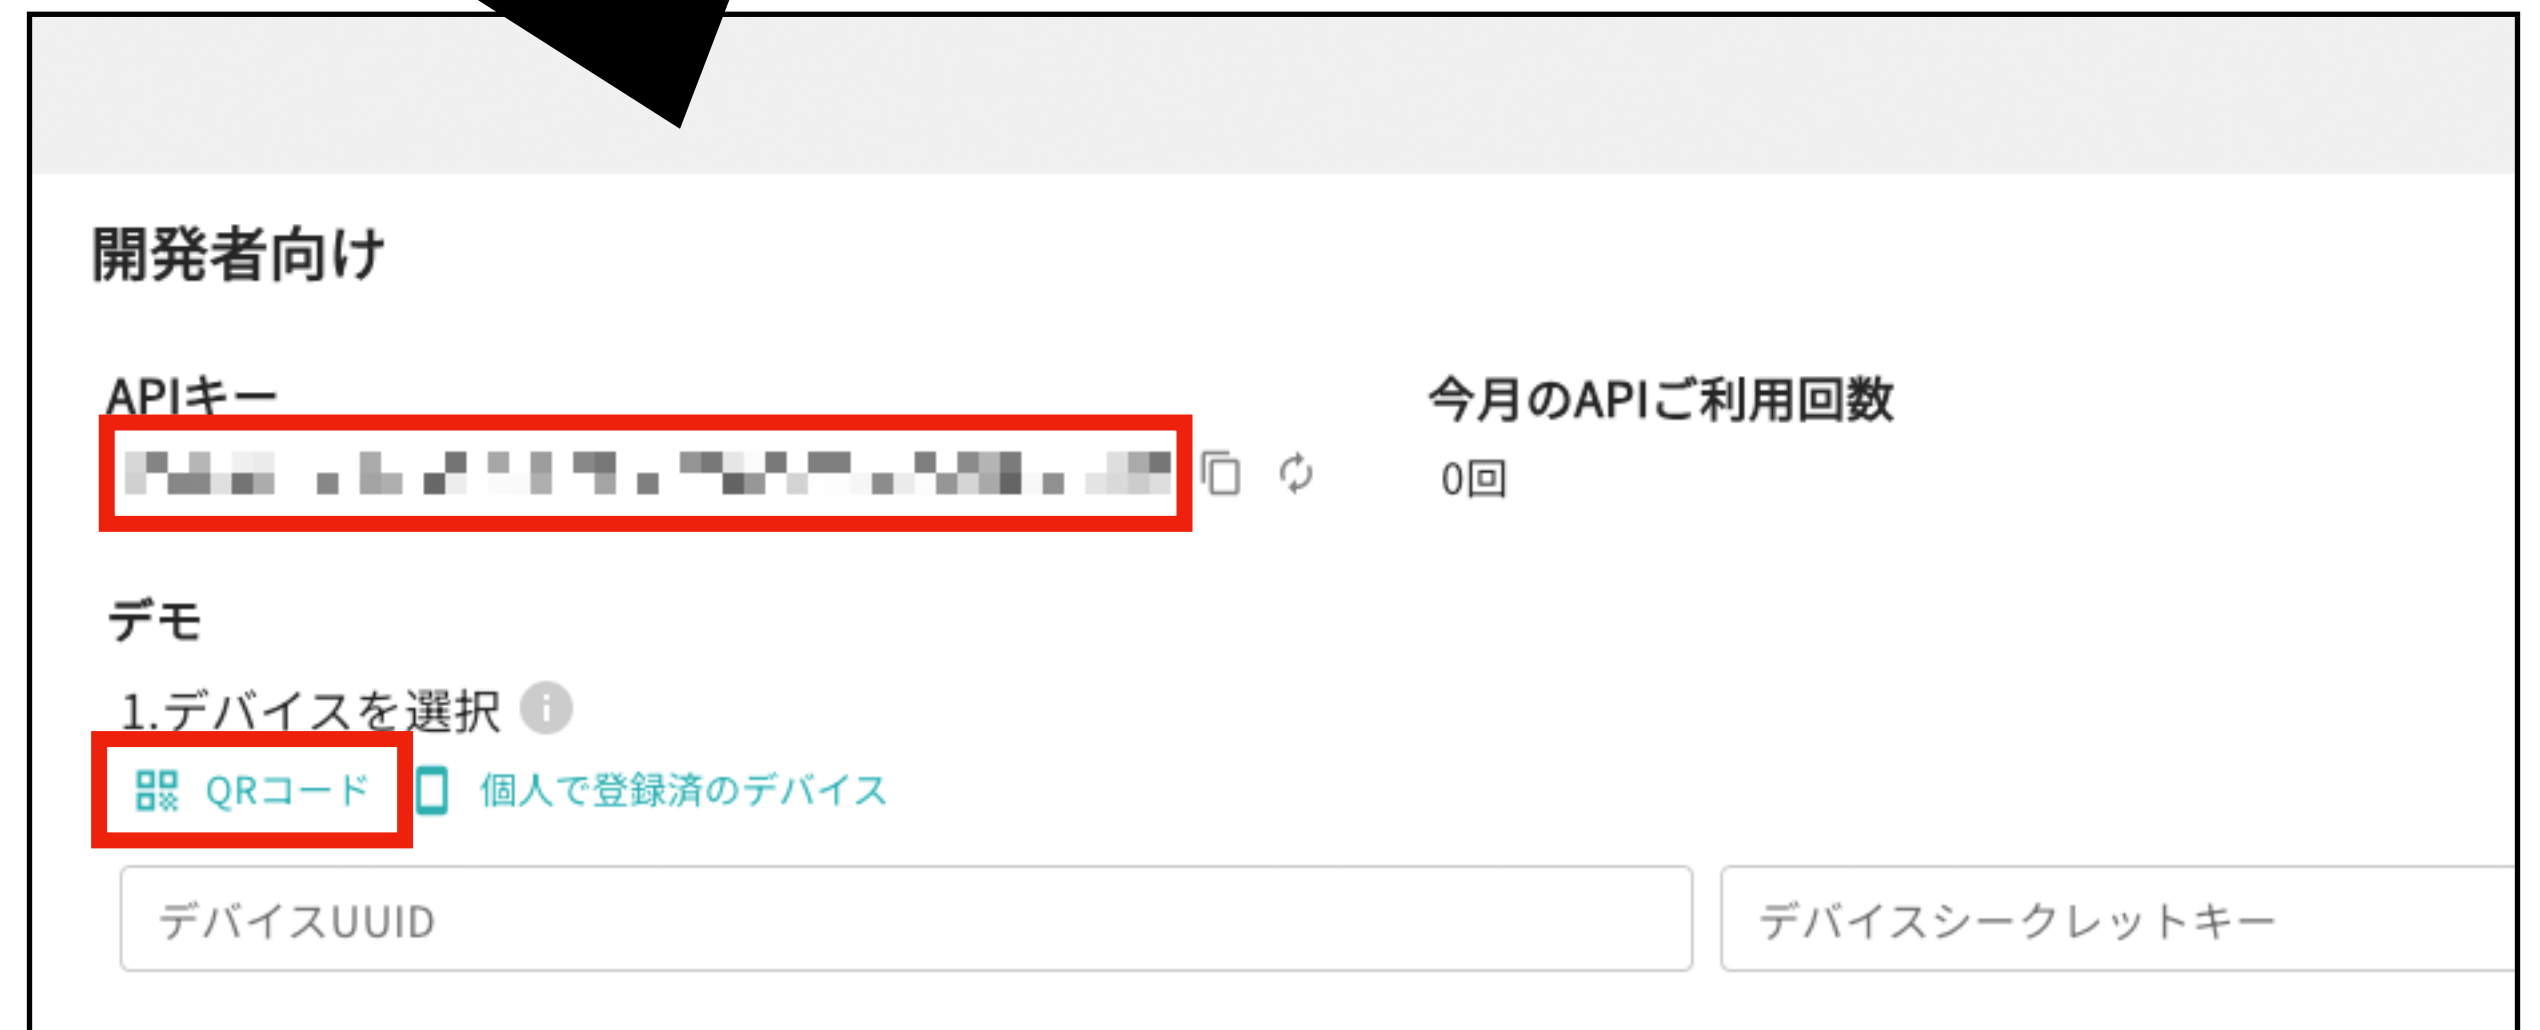 開発者向け
APIキー
今月のAPIご利用回数
0回
デモ
1.デバイスを選択
QRコード 個人で登録済のデバイス
デバイスUUID
デバイスシークレットキー